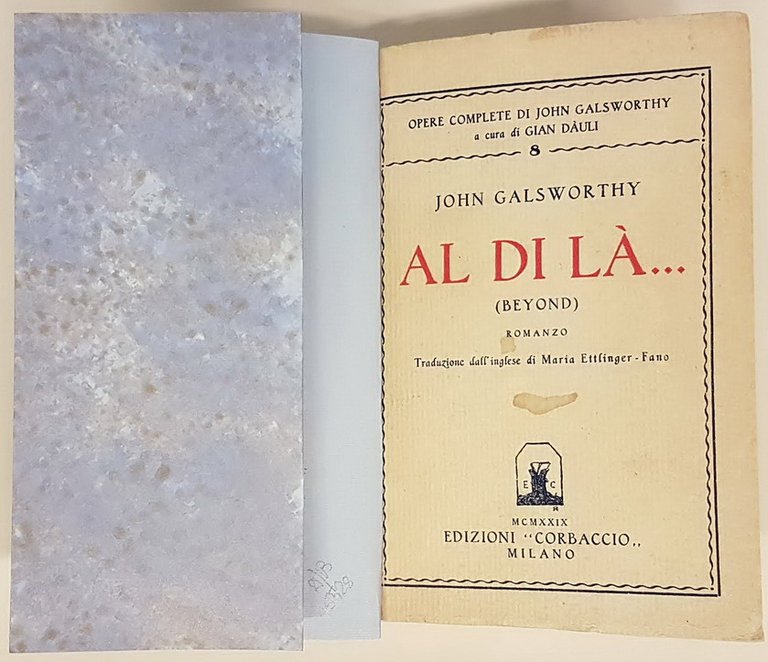 OPERE COMPLETE DI JOHN GALSWORTHY
a cura di GIAN DÀULI
8
JOHN GALSWORTHY
AL DI LÀ...
(BEYOND)
ROMANZO
Traduzione dall'inglese di Maria Ettlinger - Fano
E C
MCMXXIX
EDIZIONI "CORBACCIO„
MILANO